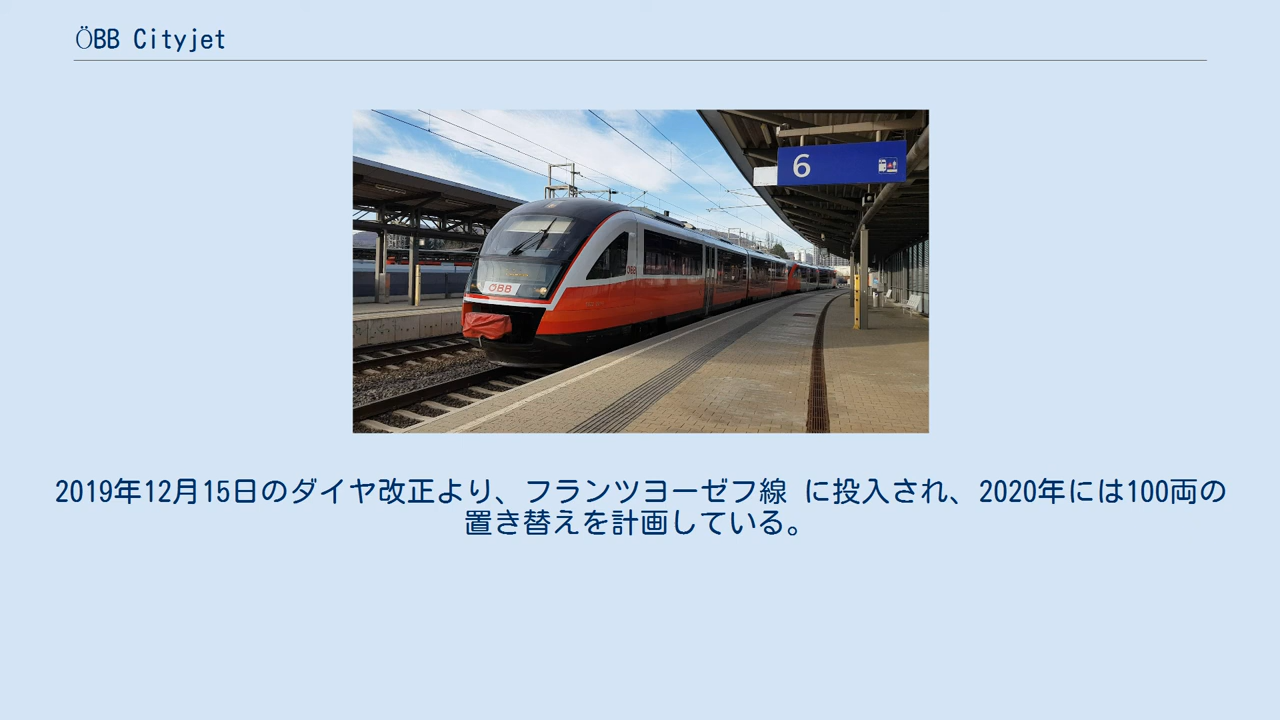 ÖBB Cityjet
6
ÖBB
ÖBB
2019年12月15日のダイヤ改正より、フランツヨーゼフ線 に投入され、2020年には100両の
置き替えを計画している。